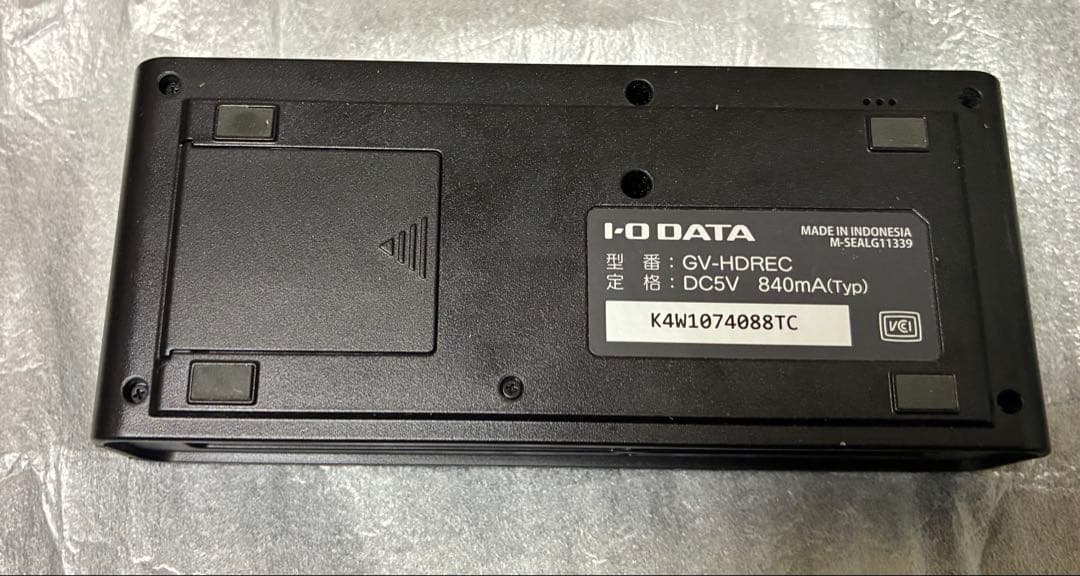 I-O DATA
MADE IN INDONESIA
M-SEALG11339
型 番：GV-HDREC
定 格：DC5V 840mA(Typ)
K4W1074088TC
VCI